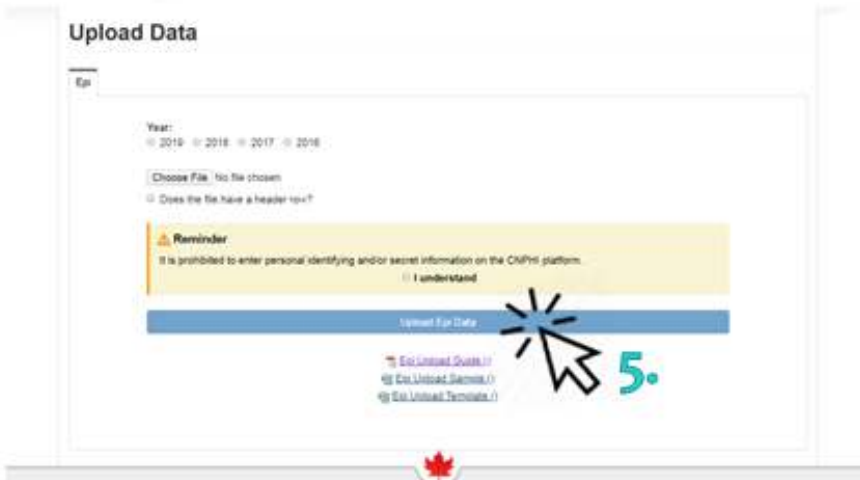 Upload Data
Epi
Year:
2019 2018 2017 2016
Choose File No file chosen
Does the file have a header row?
Reminder
It is prohibited to enter personal identifying and/or secret information on the CNPHI platform.
I understand
Upload Epi Data
Epi Upload Guide ()
Epi Upload Sample ()
Epi Upload Template ()
5.